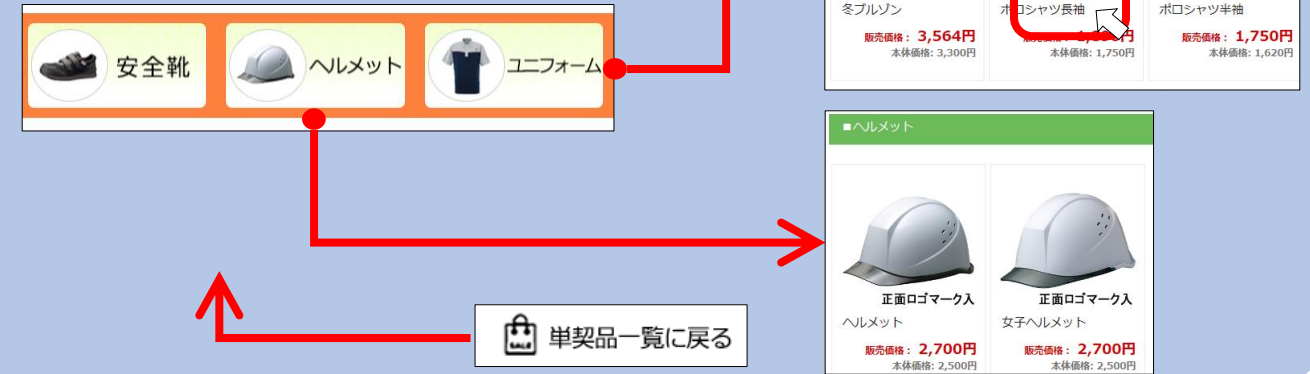 冬ブルゾン
ポロシャツ長袖
ポロシャツ半袖
販売価格： 3,564円
販売価格：
販売価格： 1,750円
本体価格: 3,300円
本体価格: 1,750円
本体価格: 1,620円
安全靴
ヘルメット
ユニフォーム
■ヘルメット
正面ロゴマーク入
正面ロゴマーク入
ヘルメット
女子ヘルメット
販売価格： 2,700円
販売価格： 2,700円
本体価格: 2,500円
本体価格: 2,500円
SALE
単契品一覧に戻る